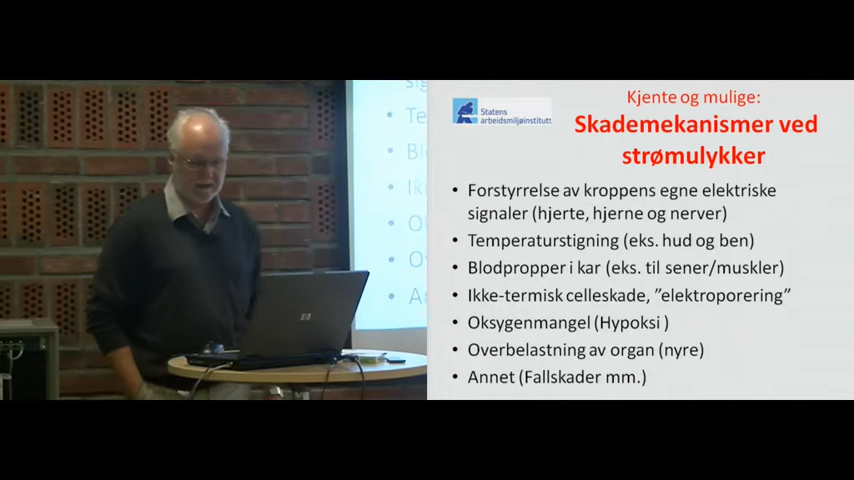 Kjente og mulige:
Statens
arbeidsmiljøinstitutt
Skademekanismer ved
strømulykker
• Forstyrrelse av kroppens egne elektriske
signaler (hjerte, hjerne og nerver)
• Temperaturstigning (eks. hud og ben)
• Blodpropper i kar (eks. til sener/muskler)
• Ikke-termisk celleskade, ”elektroporering”
• Oksygenmangel (Hypoksi )
• Overbelastning av organ (nyre)
• Annet (Fallskader mm.)
hp